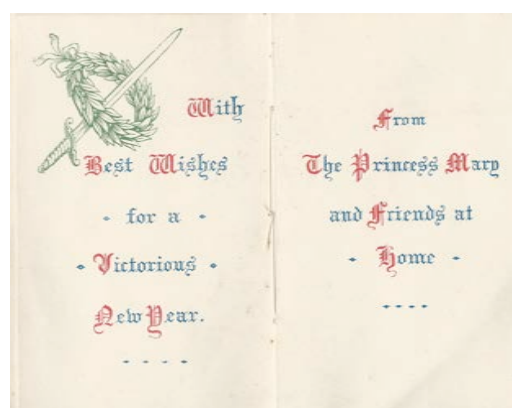 With
Best Wishes
· for a ·
· Victorious ·
New Year.
From
The Princess Mary
and Friends at
· Home ·